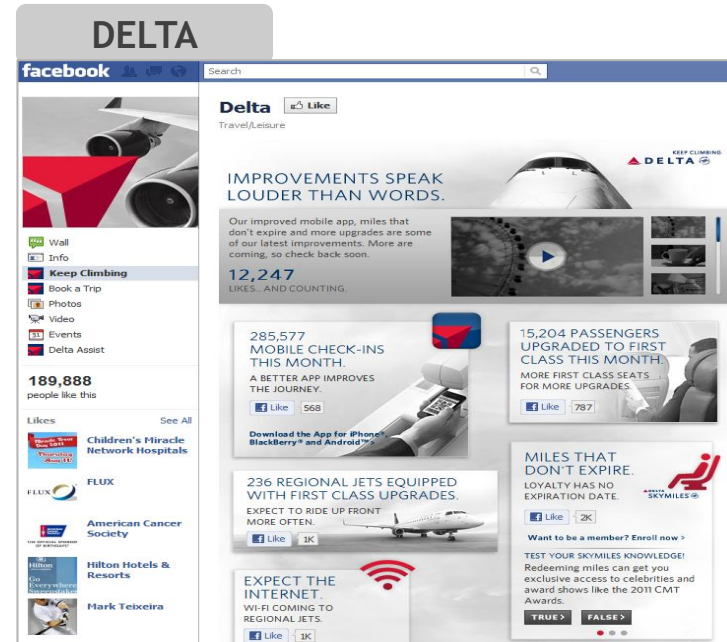 DELTA
facebook
Search
Delta
Like
Travel/Leisure
KEEP CLIMBING
DELTA
IMPROVEMENTS SPEAK
LOUDER THAN WORDS.
Our improved mobile app, miles that
don't expire and more upgrades are some
of our latest improvements. More are
coming, so check back soon.
12,247
LIKES.. AND COUNTING.
Wall
Info
Keep Climbing
Book a Trip
Photos
Video
31 Events
Delta Assist
189,888
people like this
Likes See All
Children's Miracle
Network Hospitals
FLUX
FLUX
American Cancer
Society
Hilton
Hilton Hotels &
Resorts
Go
Everywhere
Mark Teixeira
285,577
MOBILE CHECK-INS
THIS MONTH.
A BETTER APP IMPROVES
THE JOURNEY.
Like 568
Download the App for iPhone®,
BlackBerry® and Android™>
15,204 PASSENGERS
UPGRADED TO FIRST
CLASS THIS MONTH.
MORE FIRST CLASS SEATS
FOR MORE UPGRADES.
Like 787
236 REGIONAL JETS EQUIPPED
WITH FIRST CLASS UPGRADES.
EXPECT TO RIDE UP FRONT
MORE OFTEN.
Like 1K
MILES THAT
DON'T EXPIRE.
LOYALTY HAS NO
EXPIRATION DATE.
DELTA
SKYMILES
Like 2K
Want to be a member? Enroll now >
TEST YOUR SKYMILES KNOWLEDGE!
Redeeming miles can get you
exclusive access to celebrities and
award shows like the 2011 CMT
Awards.
TRUE> FALSE>
EXPECT THE
INTERNET.
WI-FI COMING TO
REGIONAL JETS.
Like 1K